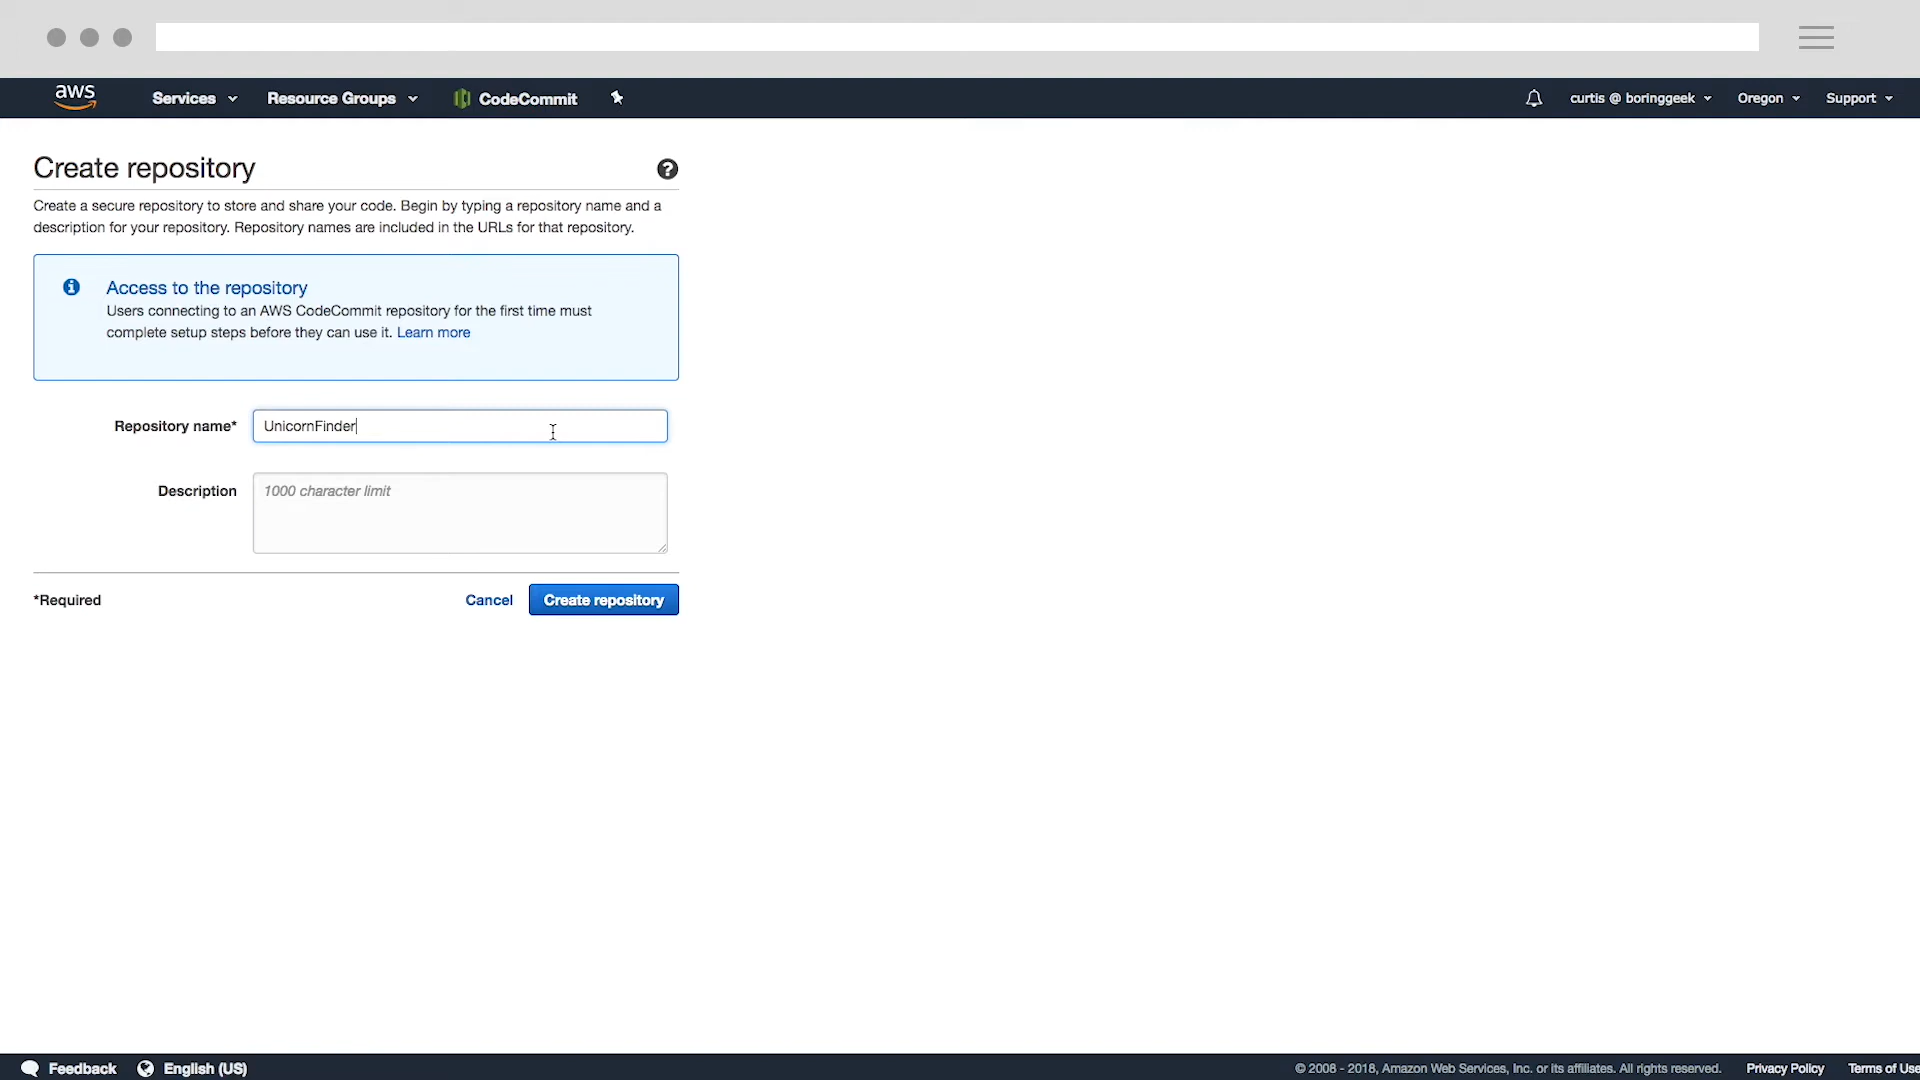 aws Services Resource Groups CodeCommit curtis @ boringgeek Oregon Support
Create repository
Create a secure repository to store and share your code. Begin by typing a repository name and a
description for your repository. Repository names are included in the URLs for that repository.
Access to the repository
Users connecting to an AWS CodeCommit repository for the first time must
complete setup steps before they can use it. Learn more
Repository name* UnicornFinder
Description 1000 character limit
*Required Cancel Create repository
Feedback English (US) © 2008 - 2018, Amazon Web Services, Inc. or its affiliates. All rights reserved. Privacy Policy Terms of Use